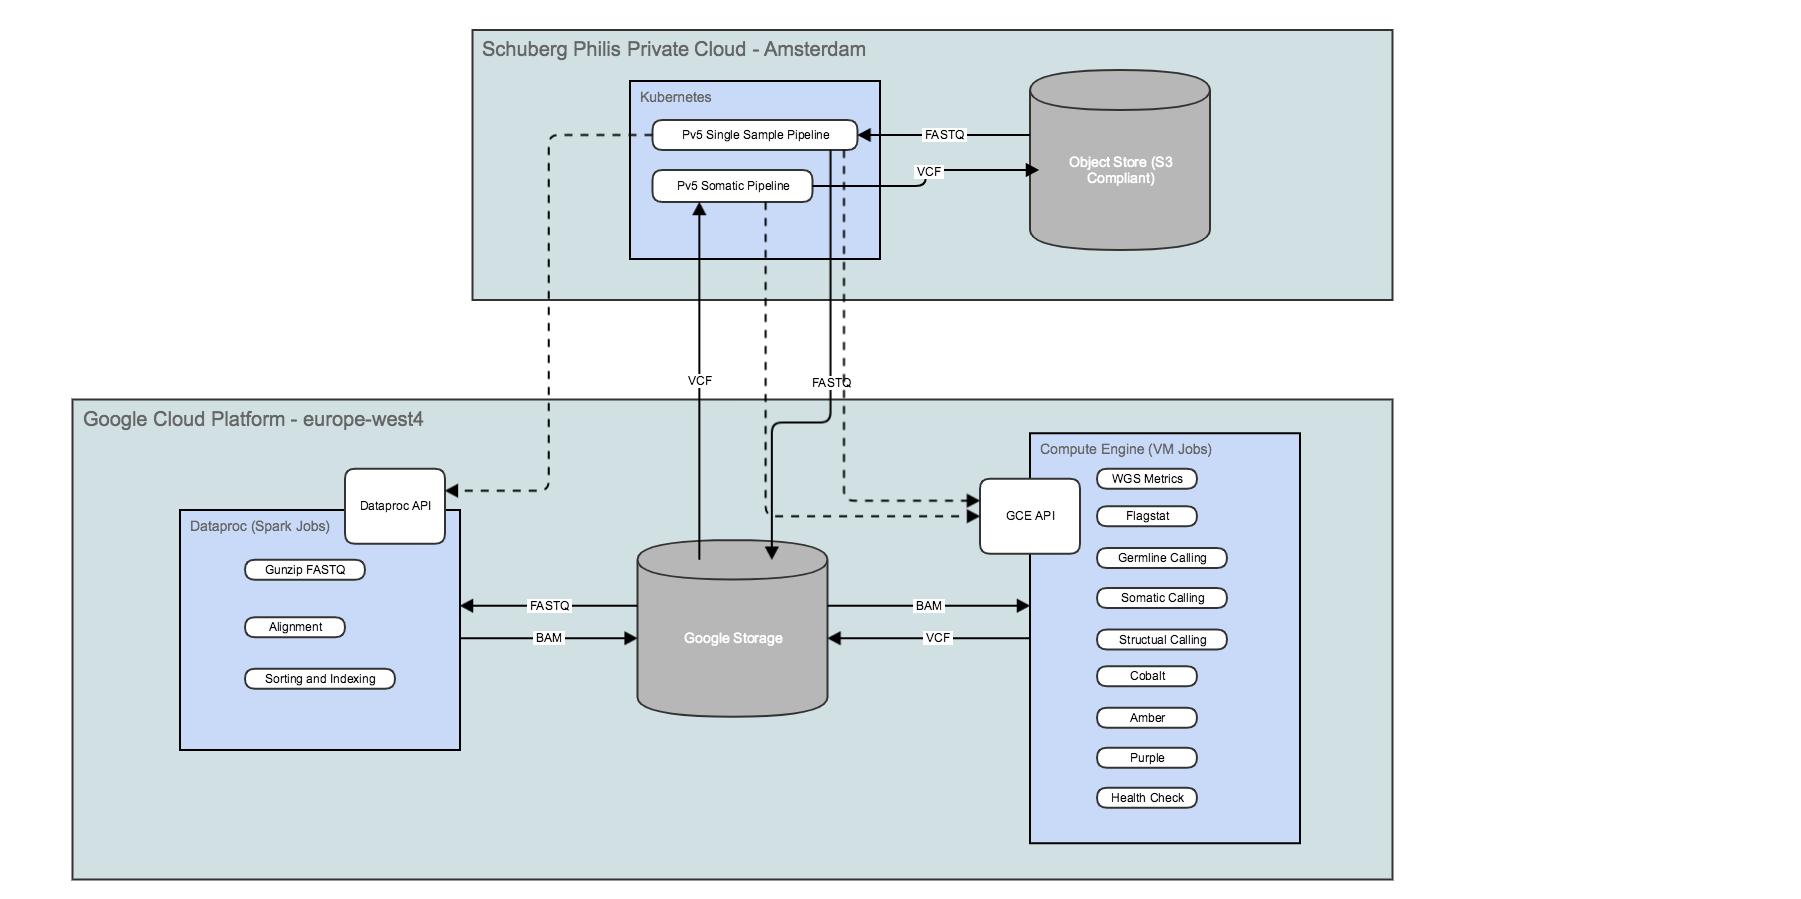 Schuberg Philis Private Cloud - Amsterdam
Kubernetes
Pv5 Single Sample Pipeline
FASTQ
Pv5 Somatic Pipeline
VCF
Object Store (S3
Compliant)
VCF
FASTQ
Google Cloud Platform - europe-west4
Dataproc API
Dataproc (Spark Jobs)
Gunzip FASTQ
Alignment
Sorting and Indexing
FASTQ
BAM
Google Storage
BAM
VCF
GCE API
Compute Engine (VM Jobs)
WGS Metrics
Flagstat
Germline Calling
Somatic Calling
Structual Calling
Cobalt
Amber
Purple
Health Check